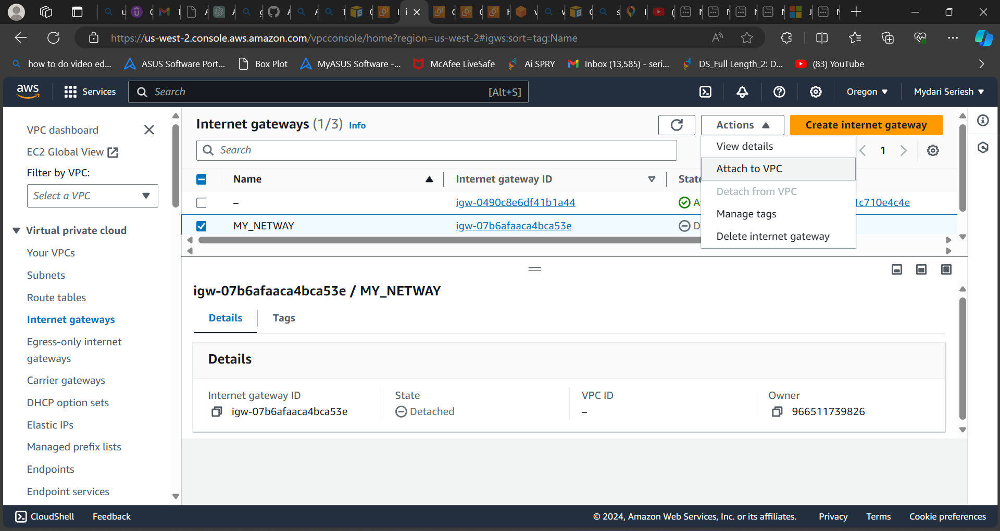 https://us-west-2.console.aws.amazon.com/vpcconsole/home?region=us-west-2#igws:sort=tag:Name
how to do video ed... ASUS Software Port... Box Plot MyASUS Software -... McAfee LiveSafe Ai SPRY Inbox (13,585) - seri... DS_Full Length_2: D... (83) YouTube
aws Services Search [Alt+S] Oregon Mydari Seriesh
VPC dashboard
EC2 Global View
Filter by VPC:
Select a VPC
Virtual private cloud
Your VPCs
Subnets
Route tables
Internet gateways
Egress-only internet
gateways
Carrier gateways
DHCP option sets
Elastic IPs
Managed prefix lists
Endpoints
Endpoint services
Internet gateways (1/3) Info
Actions
Create internet gateway
Search
1
View details
Attach to VPC
Detach from VPC
Manage tags
Delete internet gateway
Name Internet gateway ID State
– igw-0490c8e6df41b1a44 1c710e4c4e
MY_NETWAY igw-07b6afaaca4bca53e D
igw-07b6afaaca4bca53e / MY_NETWAY
Details Tags
Details
Internet gateway ID State VPC ID Owner
igw-07b6afaaca4bca53e Detached – 966511739826
CloudShell Feedback © 2024, Amazon Web Services, Inc. or its affiliates. Privacy Terms Cookie preferences